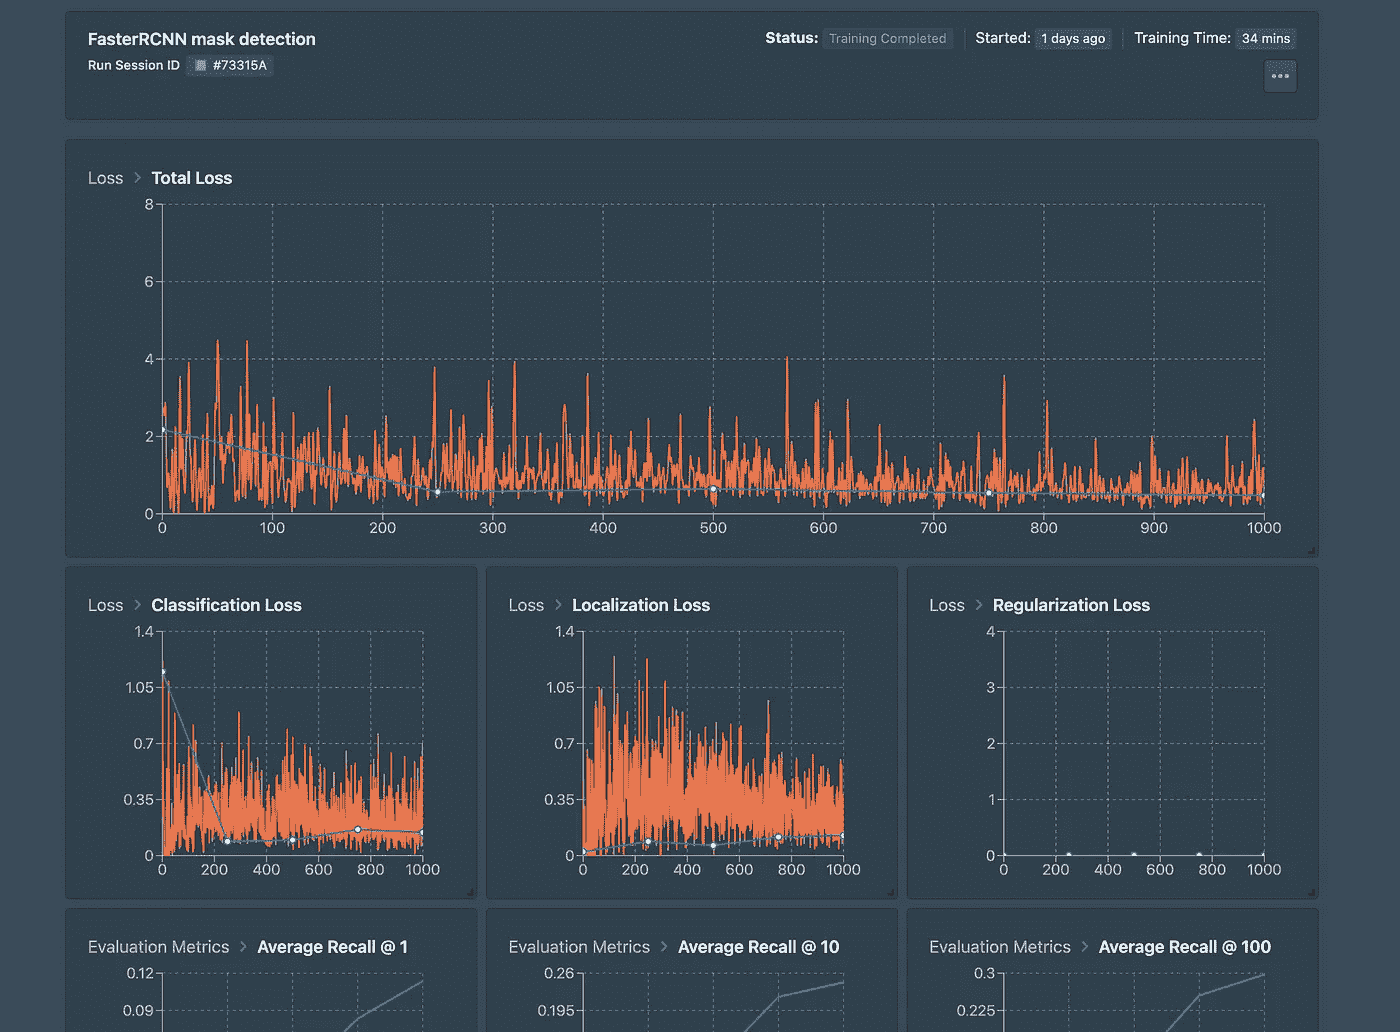 FasterRCNN mask detection
Status: Training Completed Started: 1 days ago Training Time: 34 mins
Run Session ID #73315A
Loss > Total Loss
8
6
4
2
0
0 100 200 300 400 500 600 700 800 900 1000
Loss > Classification Loss
1.4
1.05
0.7
0.35
0
0 200 400 600 800 1000
Loss > Localization Loss
1.4
1.05
0.7
0.35
0
0 200 400 600 800 1000
Loss > Regularization Loss
4
3
2
1
0
0 200 400 600 800 1000
Evaluation Metrics > Average Recall @ 1
0.12
0.09
Evaluation Metrics > Average Recall @ 10
0.26
0.195
Evaluation Metrics > Average Recall @ 100
0.3
0.225